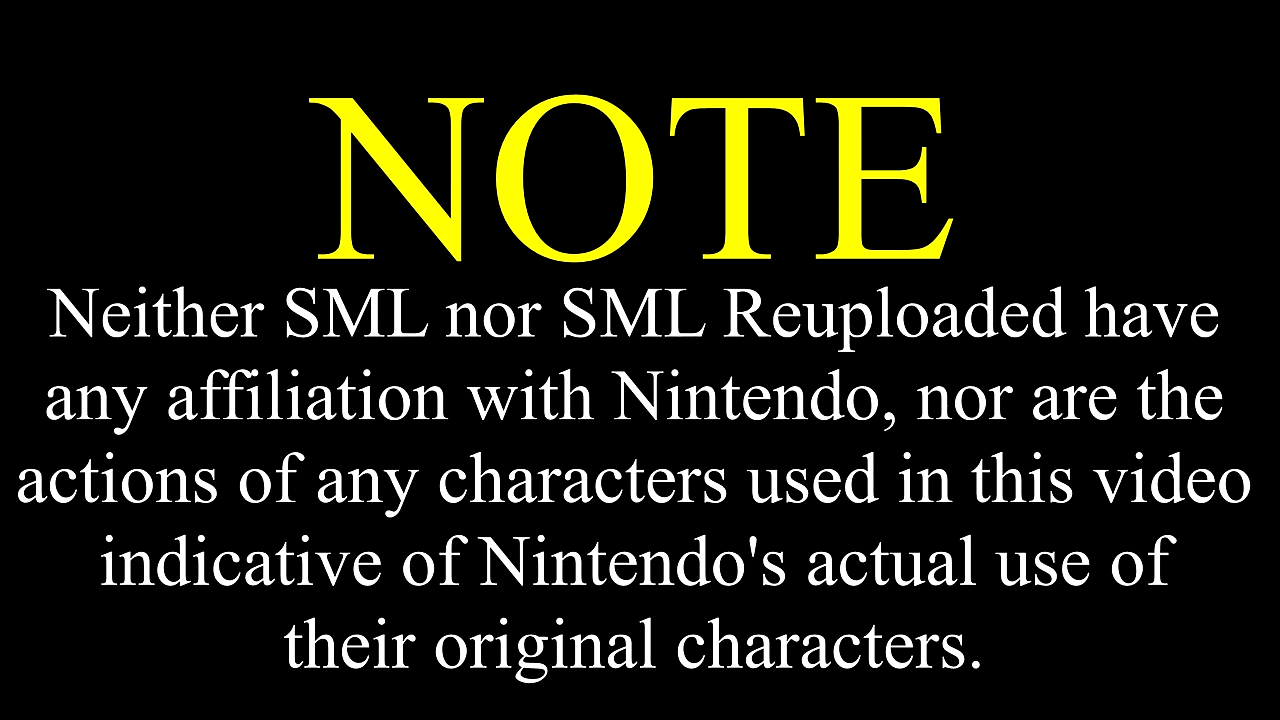 NOTE
Neither SML nor SML Reuploaded have
any affiliation with Nintendo, nor are the
actions of any characters used in this video
indicative of Nintendo's actual use of
their original characters.